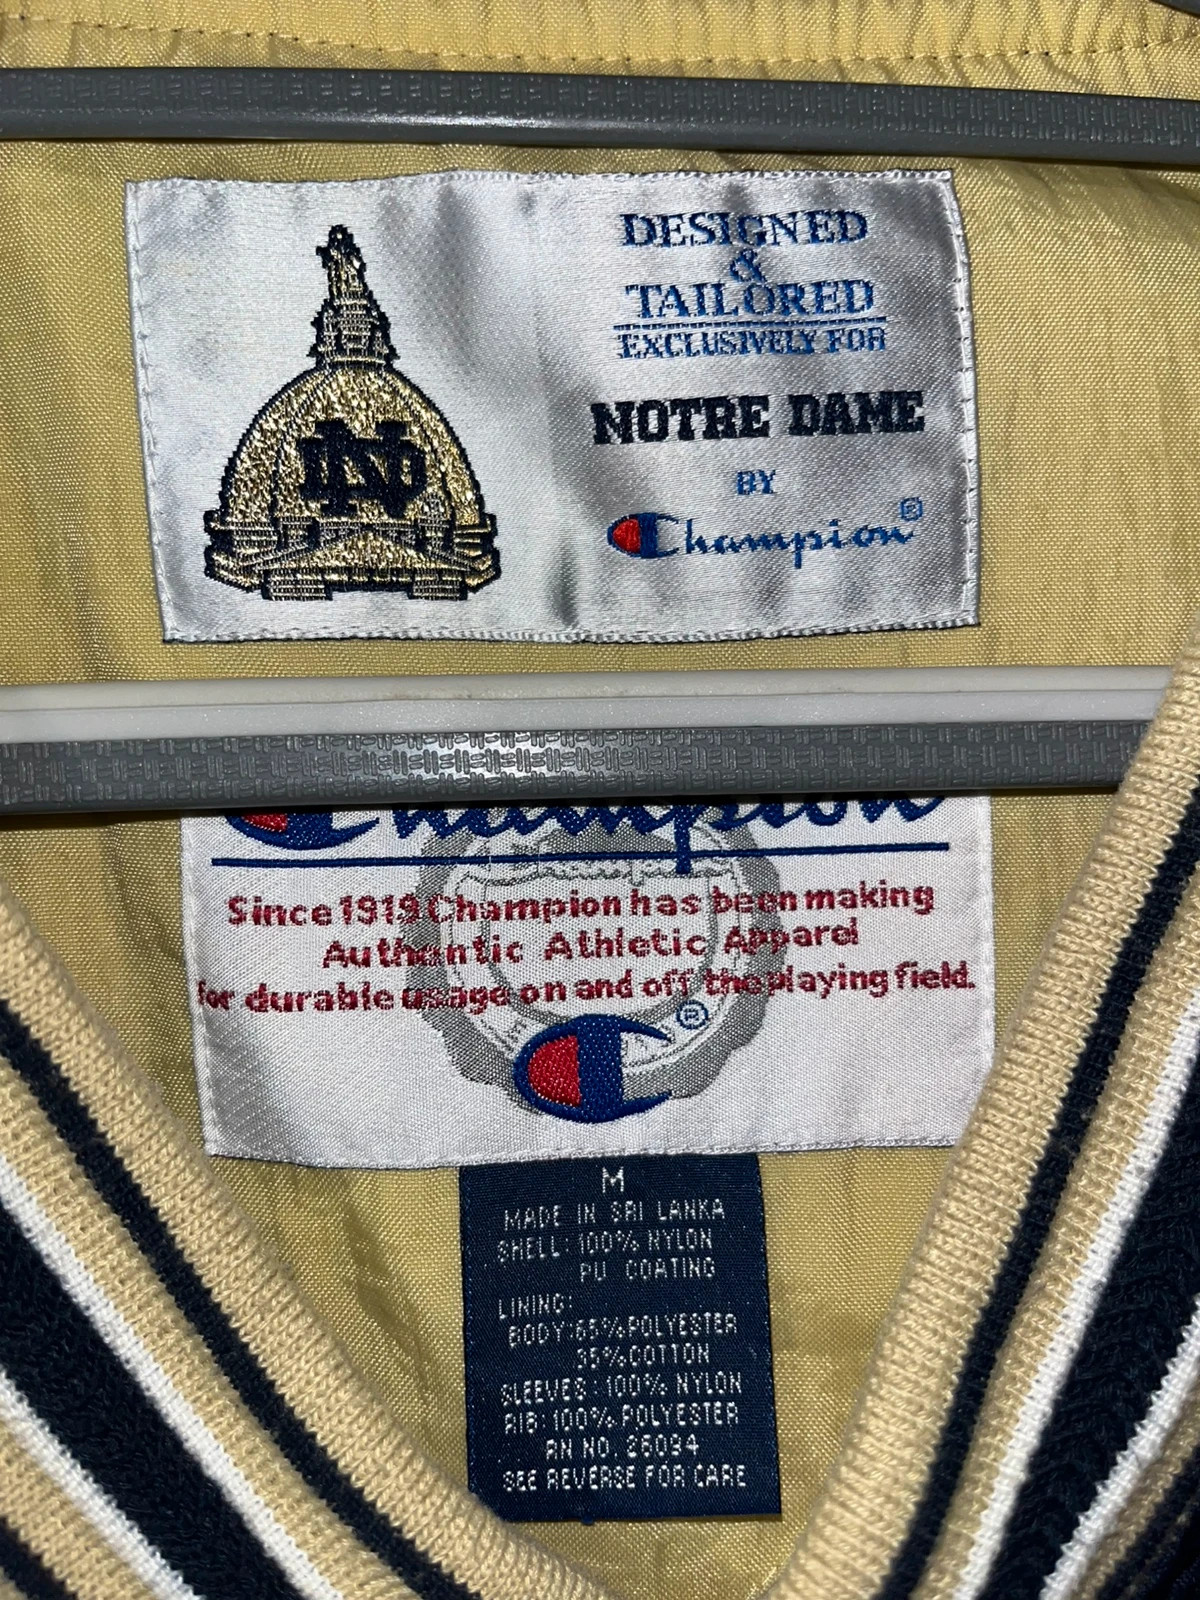 ND
DESIGNED
&
TAILORED
EXCLUSIVELY FOR
NOTRE DAME
BY
Champion®
Champion
Since 1919 Champion has been making
Authentic Athletic Apparel
for durable usage on and off the playing field.
®
M
MADE IN SRI LANKA
SHELL: 100% NYLON
PU COATING
LINING:
BODY: 65% POLYESTER
35% COTTON
SLEEVES: 100% NYLON
RIB: 100% POLYESTER
RN NO. 26094
SEE REVERSE FOR CARE